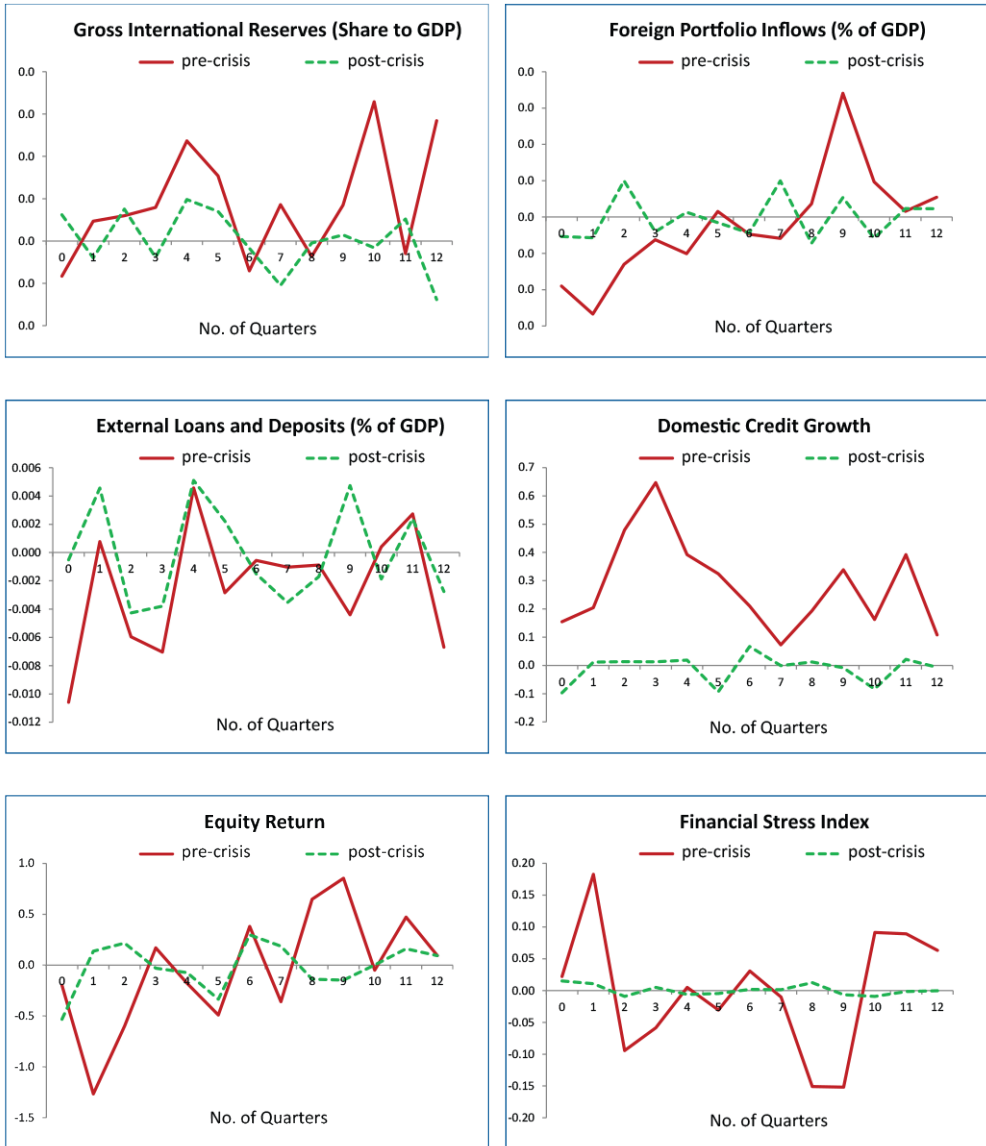 Gross International Reserves (Share to GDP)
pre-crisis post-crisis
0.0
0.0
0.0
0.0
0.0
0.0
0.0
0 1 2 3 4 5 6 7 8 9 10 11 12
No. of Quarters
Foreign Portfolio Inflows (% of GDP)
pre-crisis post-crisis
0.0
0.0
0.0
0.0
0.0
0.0
0.0
0.0
0 1 2 3 4 5 6 7 8 9 10 11 12
No. of Quarters
External Loans and Deposits (% of GDP)
pre-crisis post-crisis
0.006
0.004
0.002
0.000
-0.002
-0.004
-0.006
-0.008
-0.010
-0.012
0 1 2 3 4 5 6 7 8 9 10 11 12
No. of Quarters
Domestic Credit Growth
pre-crisis post-crisis
0.7
0.6
0.5
0.4
0.3
0.2
0.1
0.0
-0.1
-0.2
0 1 2 3 4 5 6 7 8 9 10 11 12
No. of Quarters
Equity Return
pre-crisis post-crisis
1.0
0.5
0.0
-0.5
-1.0
-1.5
0 1 2 3 4 5 6 7 8 9 10 11 12
No. of Quarters
Financial Stress Index
pre-crisis post-crisis
0.20
0.15
0.10
0.05
0.00
-0.05
-0.10
-0.15
-0.20
0 1 2 3 4 5 6 7 8 9 10 11 12
No. of Quarters